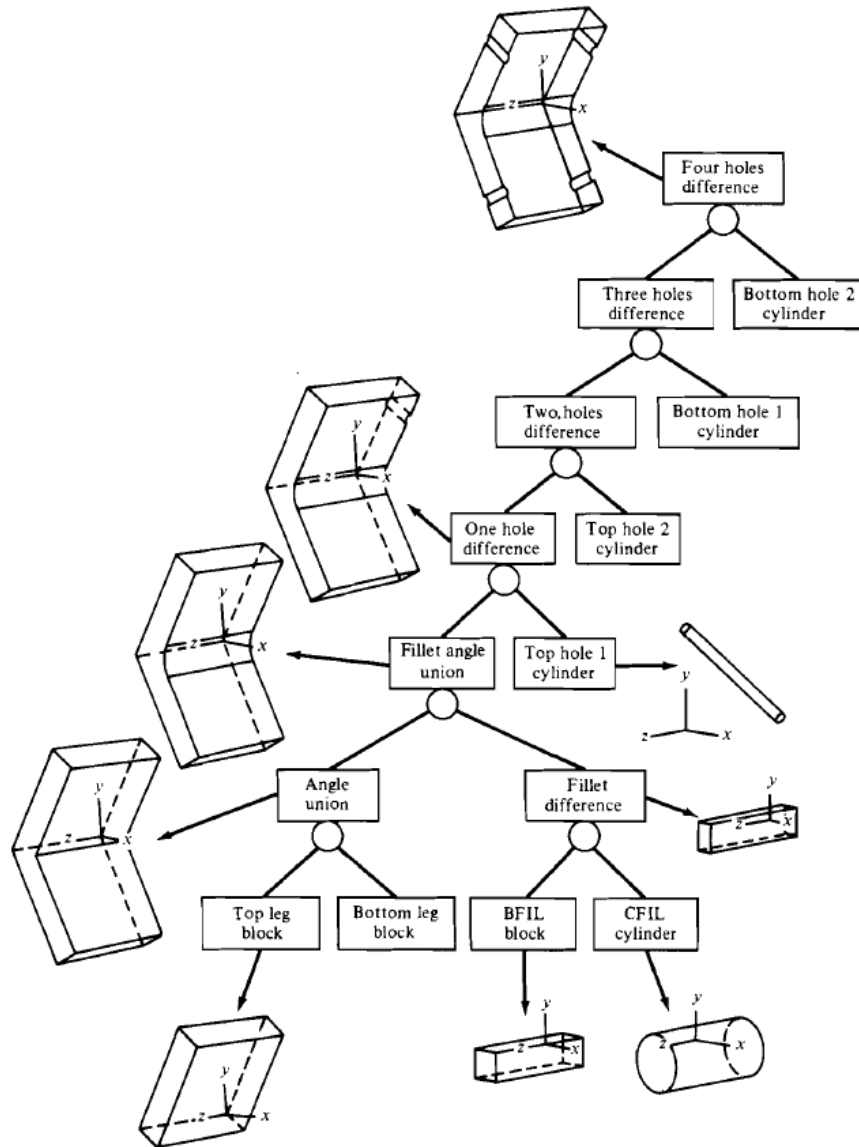 y
z
x
Four holes
difference
Three holes
difference
Bottom hole 2
cylinder
y
z
x
Two, holes
difference
Bottom hole 1
cylinder
One hole
difference
Top hole 2
cylinder
y
z
x
Fillet angle
union
Top hole 1
cylinder
y
z
x
y
z
x
Angle
union
Fillet
difference
y
z
x
Top leg
block
Bottom leg
block
BFIL
block
CFIL
cylinder
y
z
x
y
z
x
y
z
x